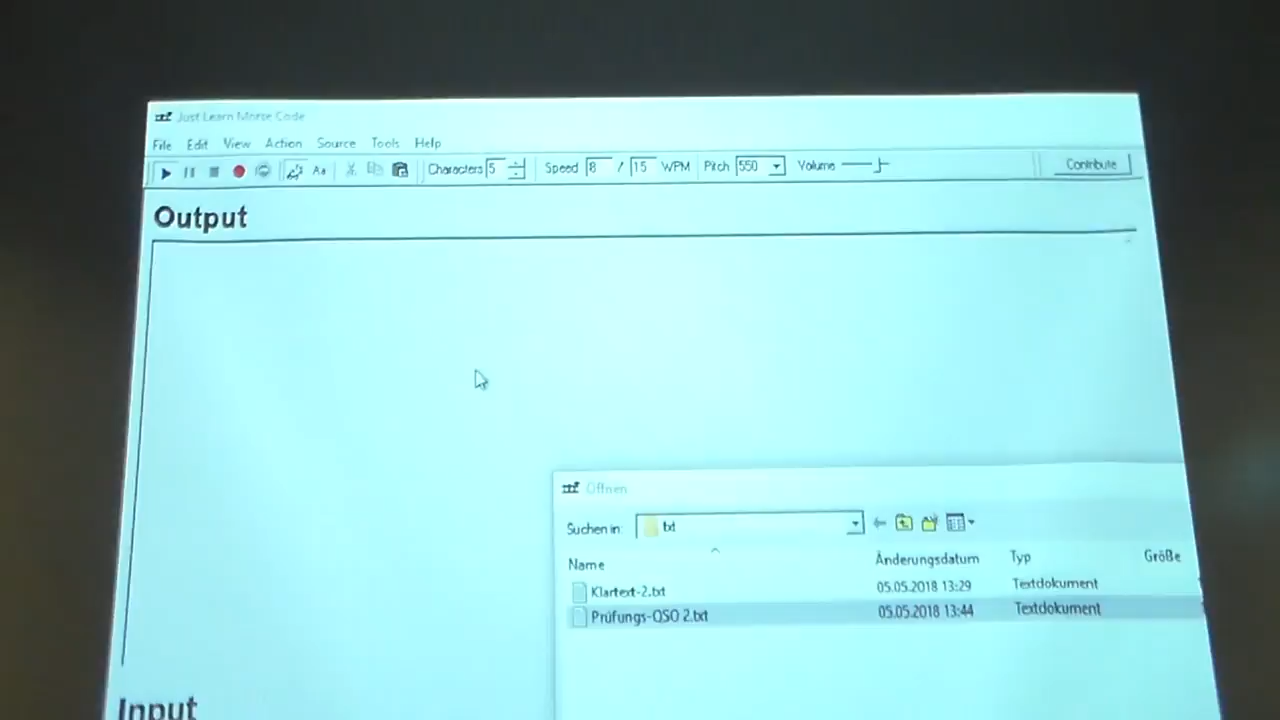 Just Learn Morse Code
File Edit View Action Source Tools Help
Aa Characters 5 Speed 8 / 15 WPM Pitch 550 Volume Contribute
Output
Öffnen
Suchen in: txt
Name Änderungsdatum Typ Größe
Klartext-2.txt 05.05.2018 13:29 Textdokument
Prüfungs-QSO 2.txt 05.05.2018 13:44 Textdokument
Input